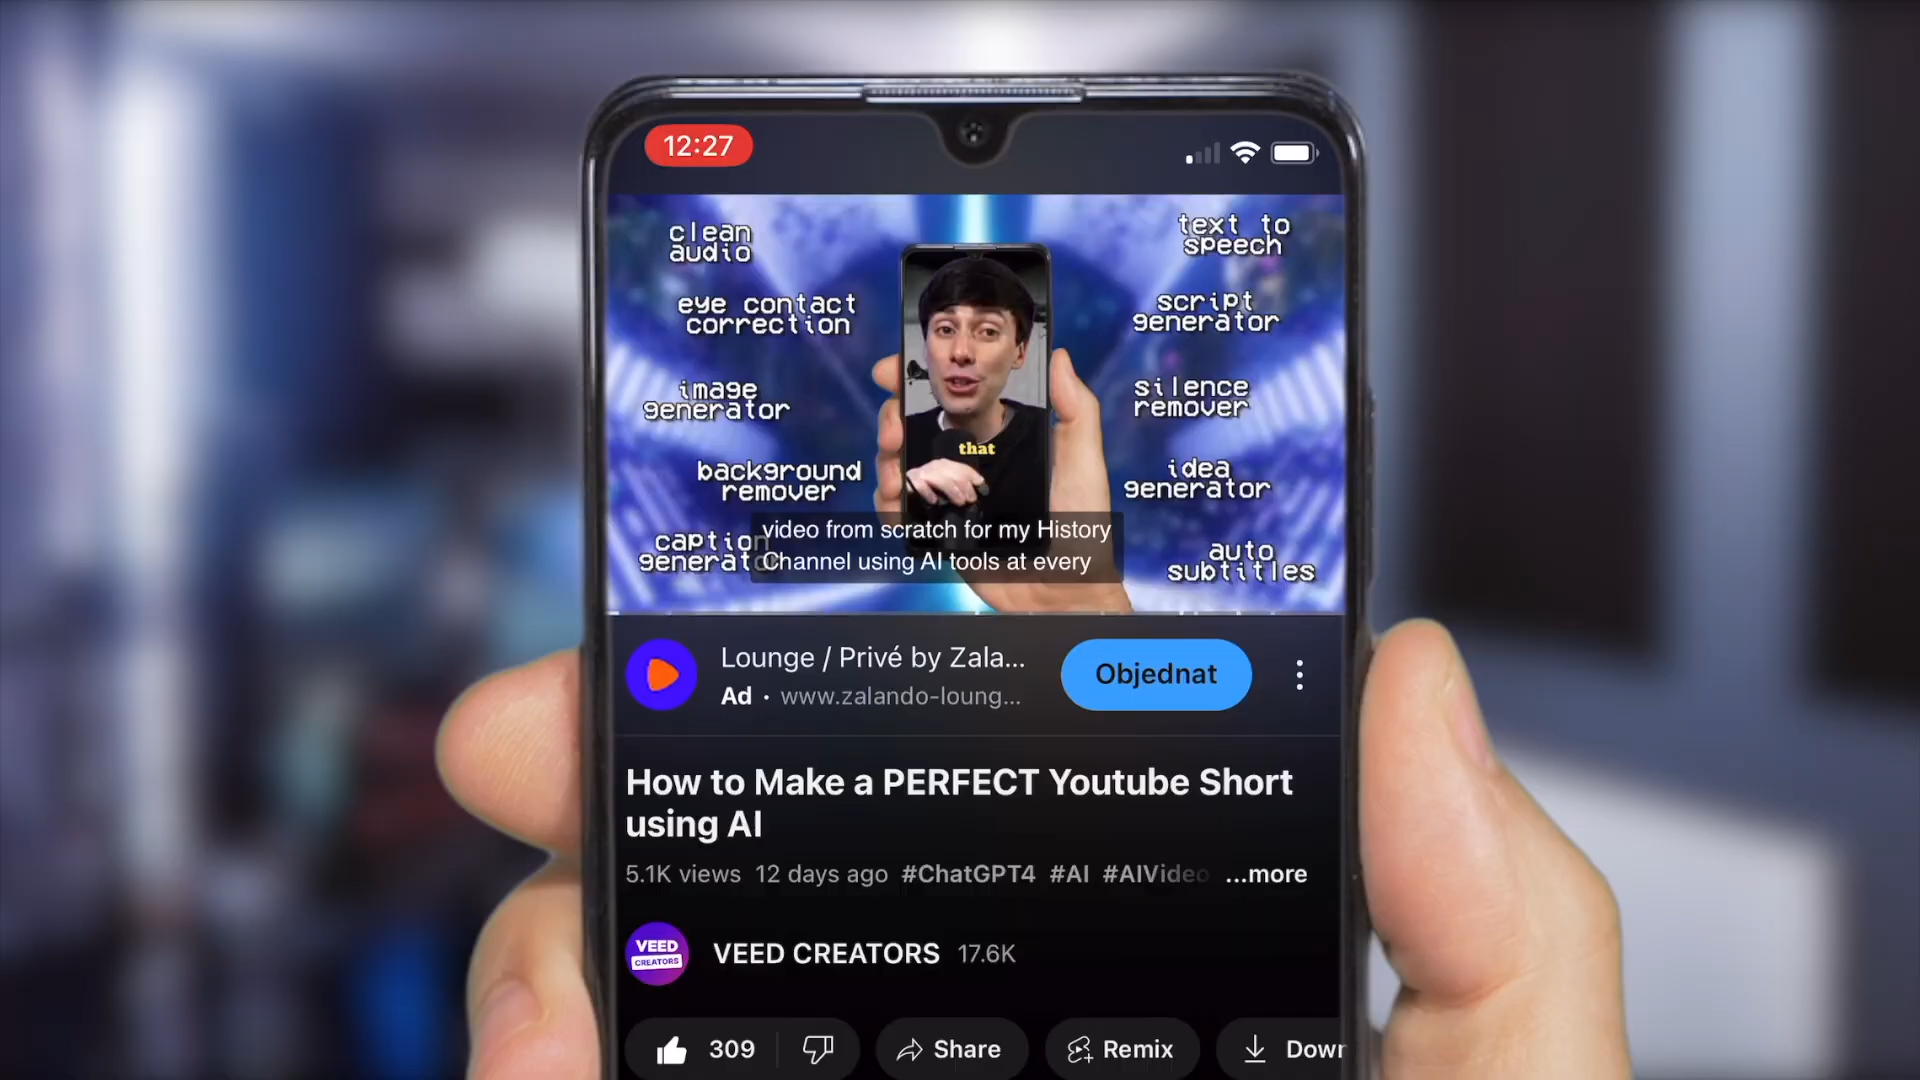 12:27
clean
audio
text to
speech
eye contact
correction
script
generator
image
generator
silence
remover
that
background
remover
idea
generator
video from scratch for my History
Channel using AI tools at every
caption
auto
subtitles
Lounge / Privé by Zala...
Ad · www.zalando-loung...
Objednat
How to Make a PERFECT Youtube Short
using AI
5.1K views 12 days ago #ChatGPT4 #AI #AIVideo ...more
VEED
CREATORS
VEED CREATORS 17.6K
309
Share
Remix
Down